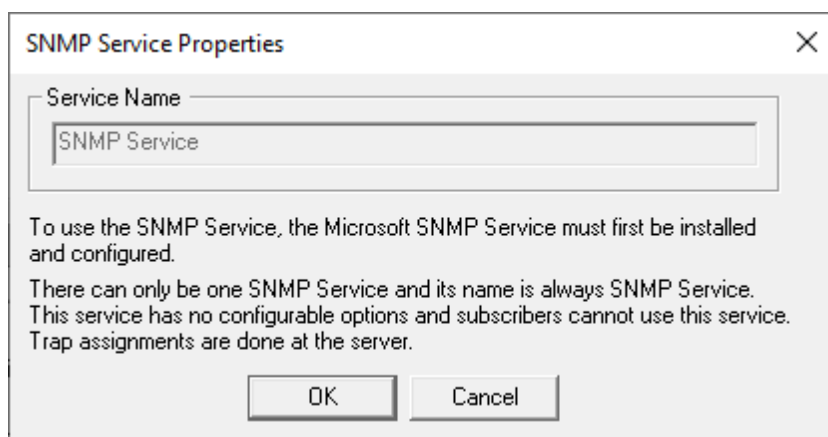 SNMP Service Properties
Service Name
SNMP Service
To use the SNMP Service, the Microsoft SNMP Service must first be installed
and configured.
There can only be one SNMP Service and its name is always SNMP Service.
This service has no configurable options and subscribers cannot use this service.
Trap assignments are done at the server.
OK
Cancel